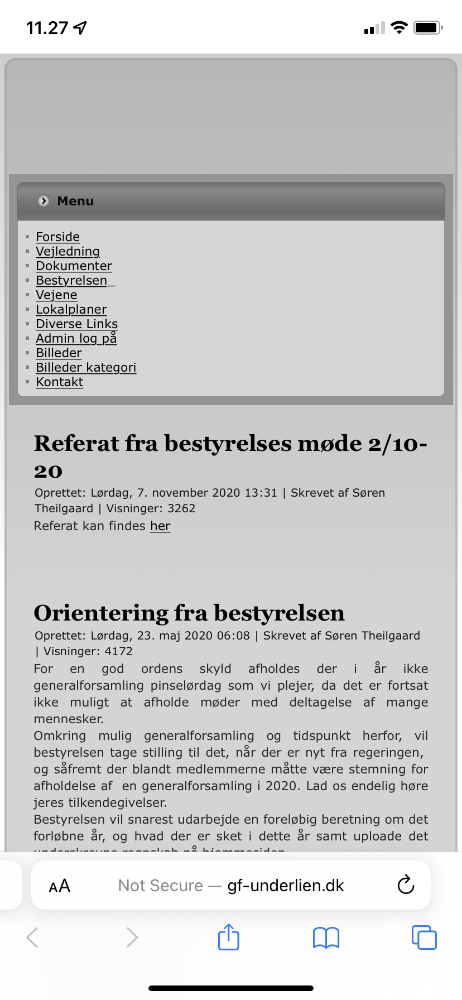 11.27
Menu
Forside
Vejledning
Dokumenter
Bestyrelsen_
Vejene
Lokalplaner
Diverse Links
Admin log på
Billeder
Billeder kategori
Kontakt
Referat fra bestyrelses møde 2/10-
20
Oprettet: Lørdag, 7. november 2020 13:31 | Skrevet af Søren
Theilgaard | Visninger: 3262
Referat kan findes her
Orientering fra bestyrelsen
Oprettet: Lørdag, 23. maj 2020 06:08 | Skrevet af Søren Theilgaard
| Visninger: 4172
For en god ordens skyld afholdes der i år ikke
generalforsamling pinselørdag som vi plejer, da det er fortsat
ikke muligt at afholde møder med deltagelse af mange
mennesker.
Omkring mulig generalforsamling og tidspunkt herfor, vil
bestyrelsen tage stilling til det, når der er nyt fra regeringen,
og såfremt der blandt medlemmerne måtte være stemning for
afholdelse af  en generalforsamling i 2020. Lad os endelig høre
jeres tilkendegivelser.
Bestyrelsen vil snarest udarbejde en foreløbig beretning om det
forløbne år, og hvad der er sket i dette år samt uploade det
underskrevne regnskab på hjemmesiden.
AA Not Secure — gf-underlien.dk